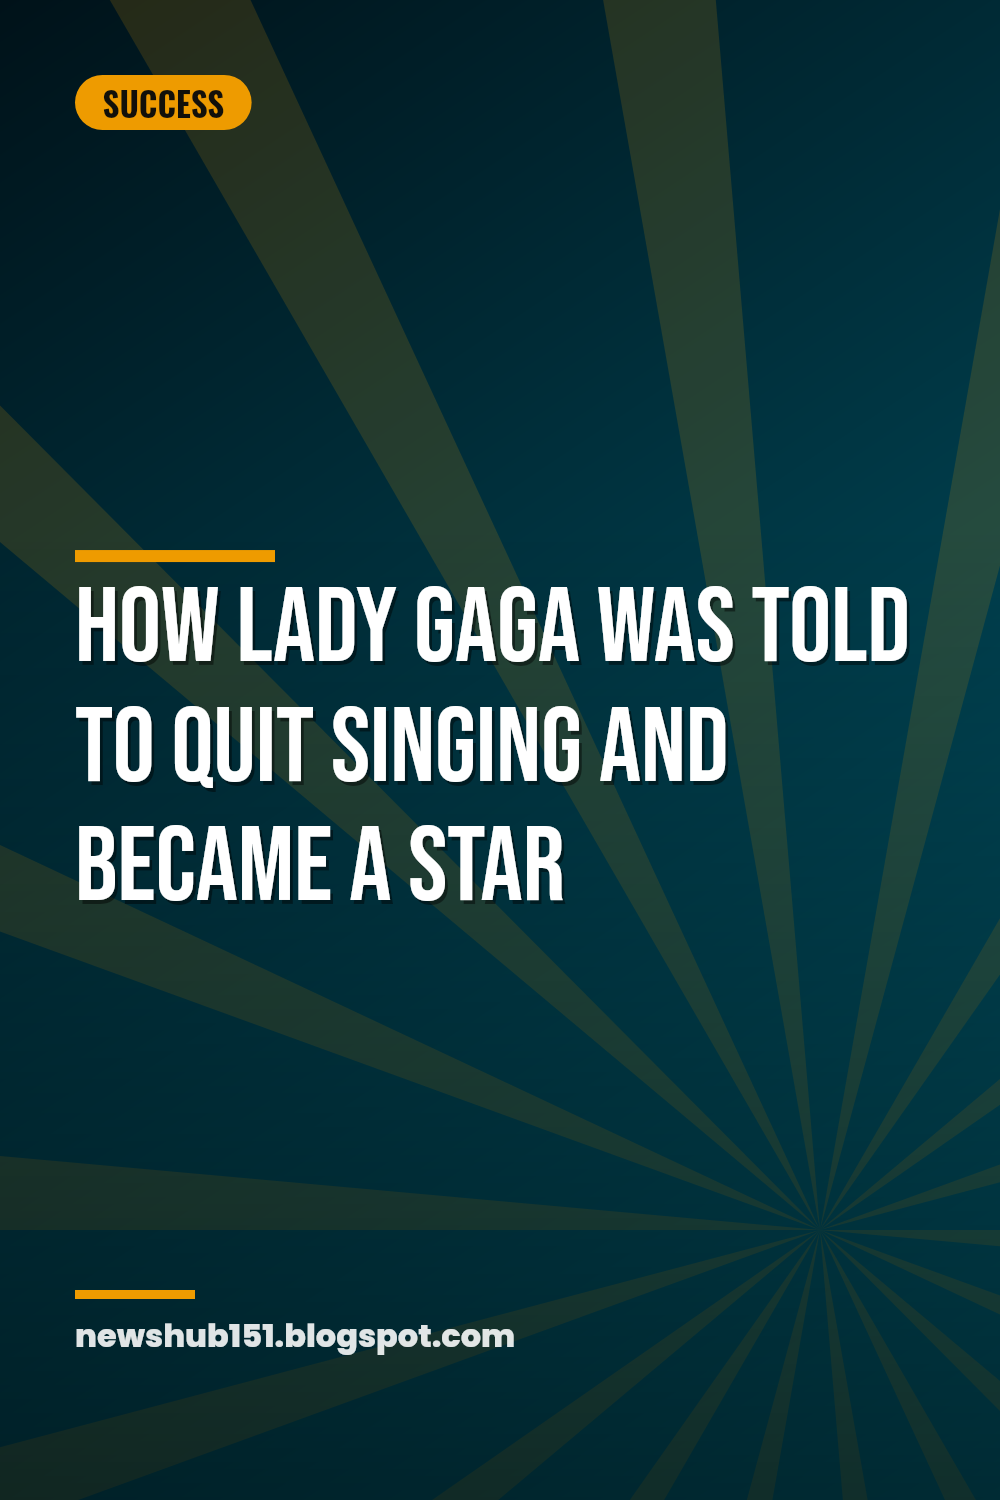 SUCCESS
HOW LADY GAGA WAS TOLD
TO QUIT SINGING AND
BECAME A STAR
newshub151.blogspot.com